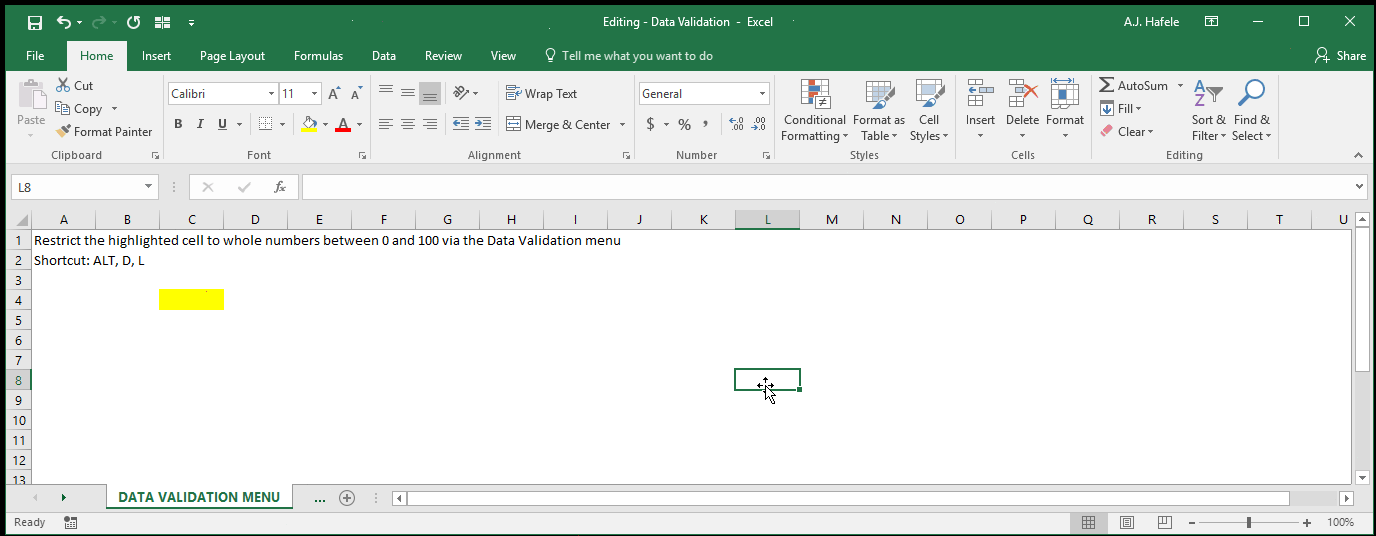 Editing - Data Validation - Excel
A.J. Hafele
File Home Insert Page Layout Formulas Data Review View Tell me what you want to do Share
Paste
Cut
Copy
Format Painter
Clipboard
Calibri 11 A A
B I U A
Font
Wrap Text
Merge & Center
Alignment
General
$ % , .0 .00 .00 .0
Number
Conditional Formatting
Format as Table
Cell Styles
Styles
Insert Delete Format
Cells
AutoSum
Fill
Clear
Sort & Filter
Find & Select
Editing
L8
fx
A B C D E F G H I J K L M N O P Q R S T U
1 Restrict the highlighted cell to whole numbers between 0 and 100 via the Data Validation menu
2 Shortcut: ALT, D, L
3
4
5
6
7
8
9
10
11
12
13
DATA VALIDATION MENU ...
Ready
100%